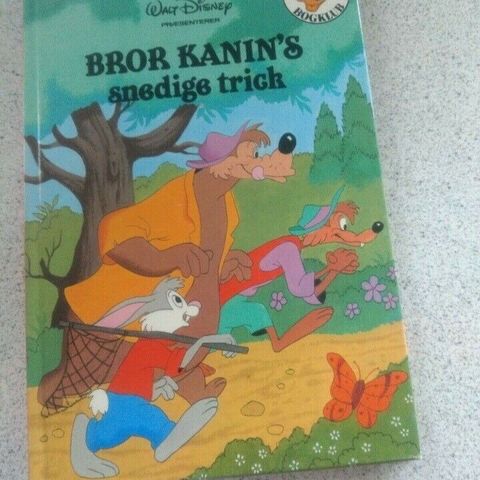 WALT DISNEY
PRÆSENTERER
BOGKLUB
BROR KANIN'S
snedige trick